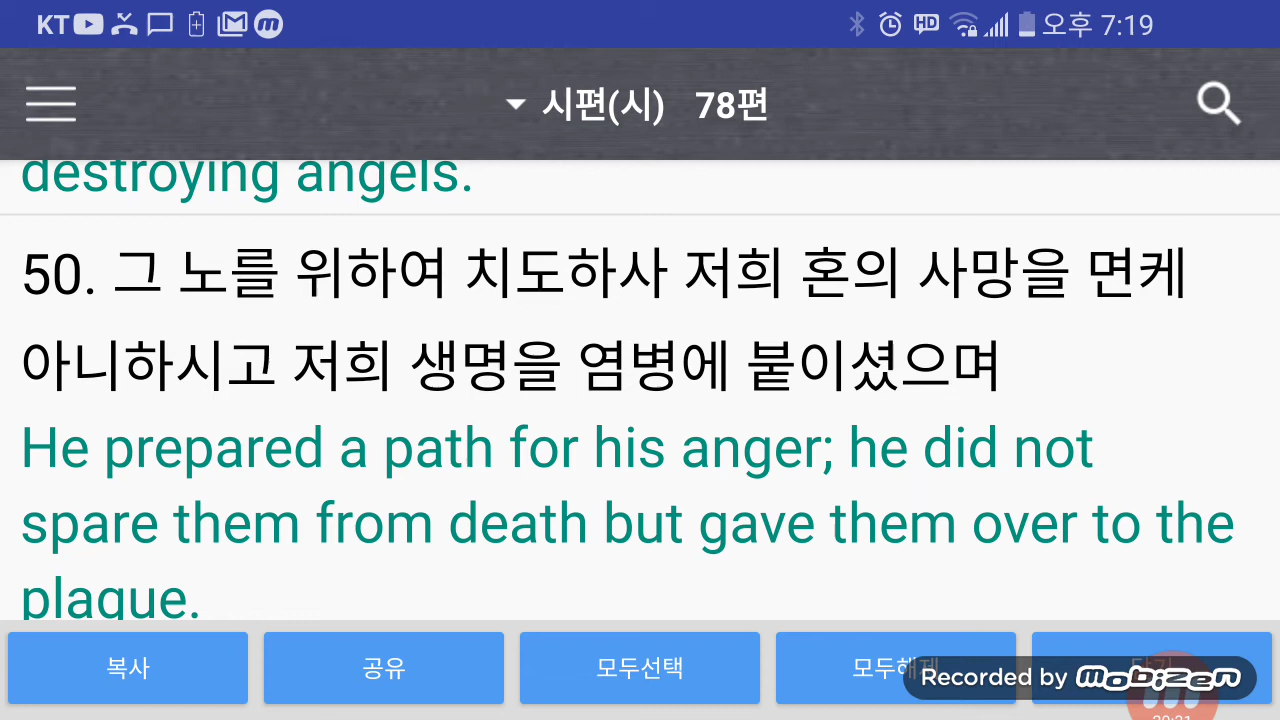 KT 오후 7:19
시편(시) 78편
destroying angels.
50. 그 노를 위하여 치도하사 저희 혼의 사망을 면케
아니하시고 저희 생명을 염병에 붙이셨으며
He prepared a path for his anger; he did not
spare them from death but gave them over to the
plague.
복사 공유 모두선택 모두해제
Recorded by Mobizen